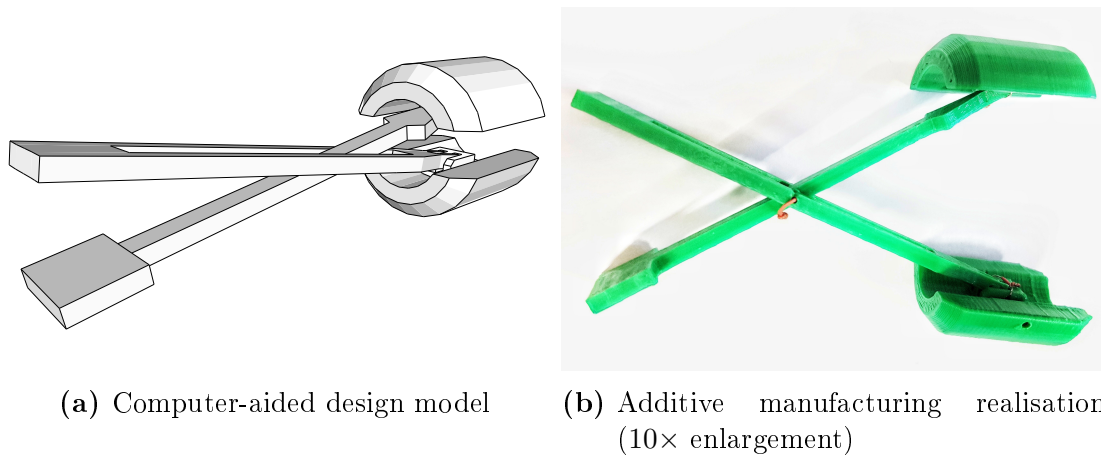 (a) Computer-aided design model
(b) Additive manufacturing realisation
(10× enlargement)